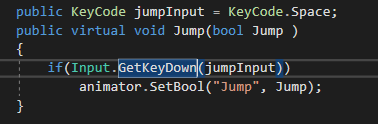 public KeyCode jumpInput = KeyCode.Space;
public virtual void Jump(bool Jump )
{
if(Input.GetKeyDown(jumpInput))
animator.SetBool("Jump", Jump);
}